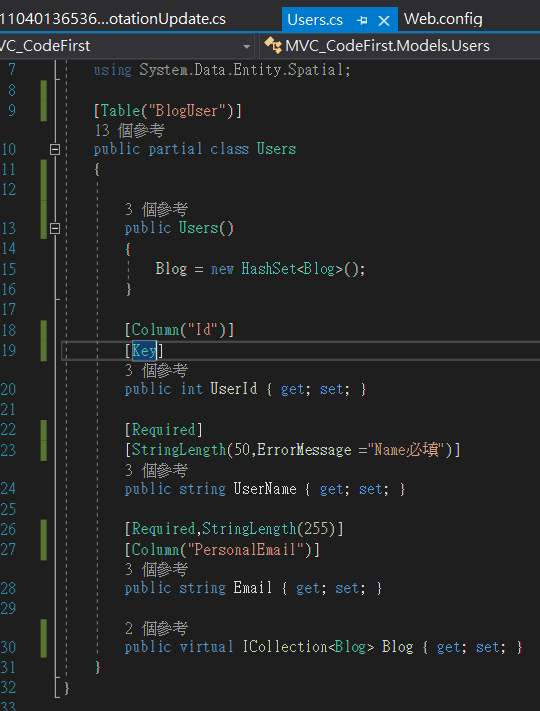 11040136536...otationUpdate.cs
Users.cs
Web.config
VC_CodeFirst
MVC_CodeFirst.Models.Users
7 using System.Data.Entity.Spatial;
8
9 [Table("BlogUser")]
13 個參考
10 public partial class Users
11 {
12
3 個參考
13 public Users()
14 {
15 Blog = new HashSet<Blog>();
16 }
17
18 [Column("Id")]
19 [Key]
3 個參考
20 public int UserId { get; set; }
21
22 [Required]
23 [StringLength(50,ErrorMessage ="Name必填")]
3 個參考
24 public string UserName { get; set; }
25
26 [Required,StringLength(255)]
27 [Column("PersonalEmail")]
3 個參考
28 public string Email { get; set; }
29
2 個參考
30 public virtual ICollection<Blog> Blog { get; set; }
31 }
32 }
33